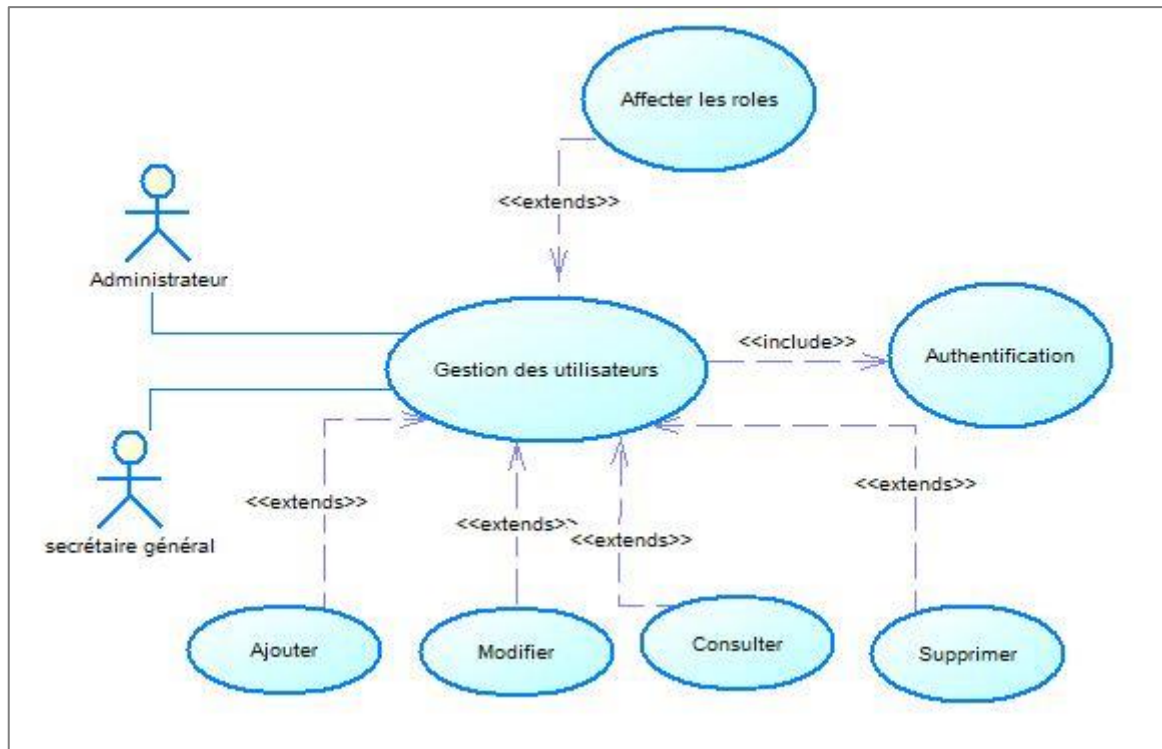 Affecter les roles
<<extends>>
Administrateur
Gestion des utilisateurs
<<include>>
Authentification
secrétaire général
<<extends>>
<<extends>>
<<extends>>
<<extends>>
Ajouter
Modifier
Consulter
Supprimer